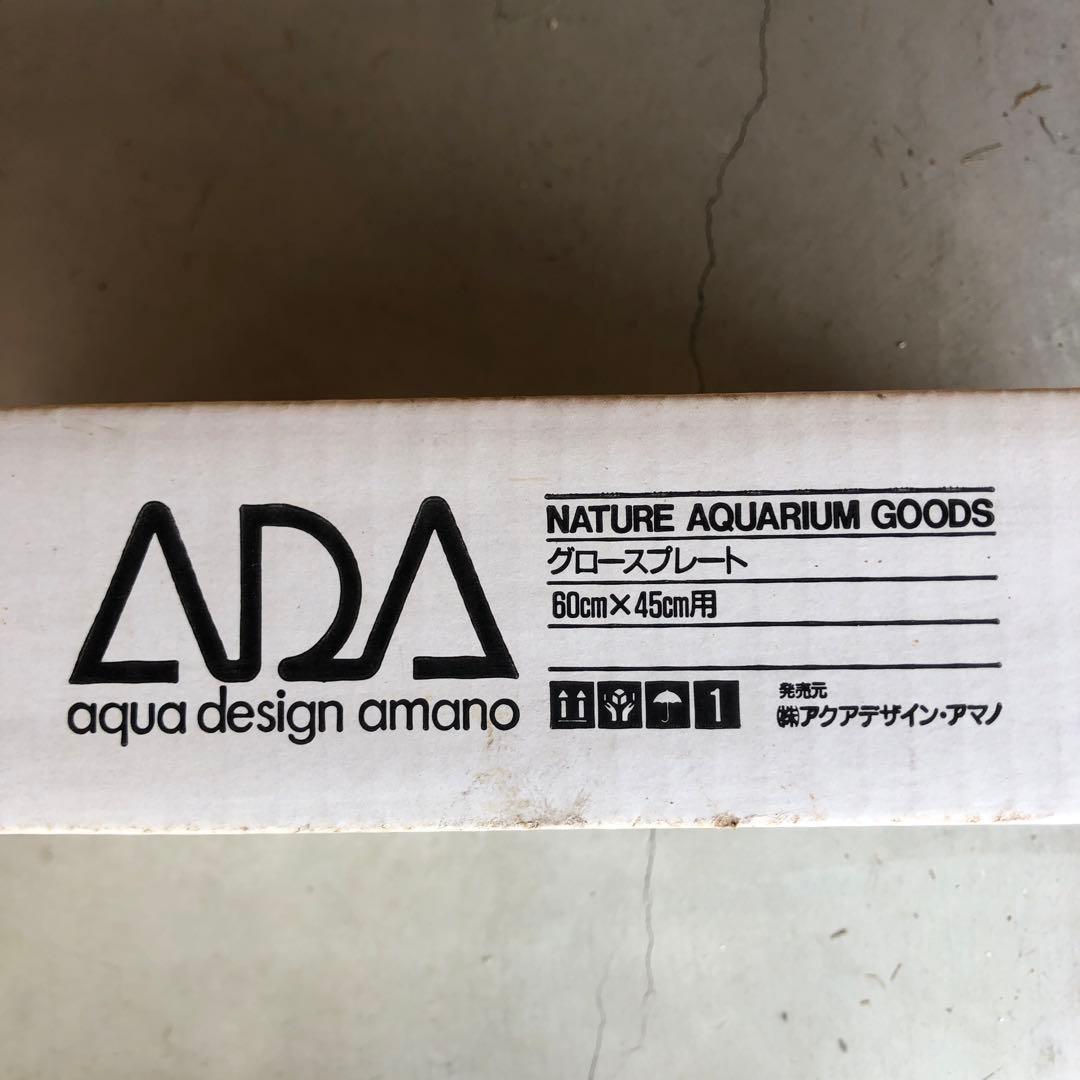 ADA
aqua design amano
NATURE AQUARIUM GOODS
グロースプレート
60cm×45cm用
1
発売元
㈱アクアデザイン・アマノ